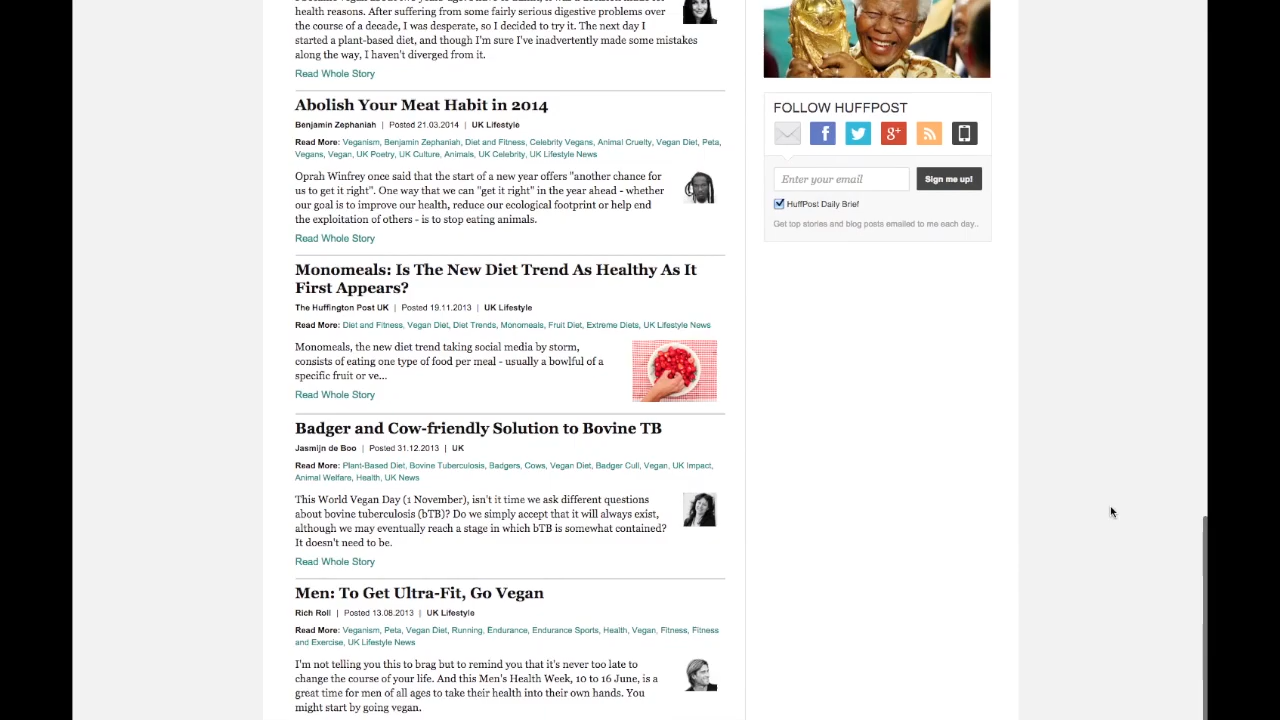 health reasons. After suffering from some fairly serious digestive problems over
the course of a decade, I was desperate, so I decided to try it. The next day I
started a plant-based diet, and though I'm sure I've inadvertently made some mistakes
along the way, I haven't diverged from it.
Read Whole Story
Abolish Your Meat Habit in 2014
Benjamin Zephaniah | Posted 21.03.2014 | UK Lifestyle
Read More: Veganism, Benjamin Zephaniah, Diet and Fitness, Celebrity Vegans, Animal Cruelty, Vegan Diet, Peta,
Vegans, Vegan, UK Poetry, UK Culture, Animals, UK Celebrity, UK Lifestyle News
Oprah Winfrey once said that the start of a new year offers "another chance for
us to get it right". One way that we can "get it right" in the year ahead - whether
our goal is to improve our health, reduce our ecological footprint or help end
the exploitation of others - is to stop eating animals.
Read Whole Story
Monomeals: Is The New Diet Trend As Healthy As It
First Appears?
The Huffington Post UK | Posted 19.11.2013 | UK Lifestyle
Read More: Diet and Fitness, Vegan Diet, Diet Trends, Monomeals, Fruit Diet, Extreme Diets, UK Lifestyle News
Monomeals, the new diet trend taking social media by storm,
consists of eating one type of food per meal - usually a bowlful of a
specific fruit or ve...
Read Whole Story
Badger and Cow-friendly Solution to Bovine TB
Jasmijn de Boo | Posted 31.12.2013 | UK
Read More: Plant-Based Diet, Bovine Tuberculosis, Badgers, Cows, Vegan Diet, Badger Cull, Vegan, UK Impact,
Animal Welfare, Health, UK News
This World Vegan Day (1 November), isn't it time we ask different questions
about bovine tuberculosis (bTB)? Do we simply accept that it will always exist,
although we may eventually reach a stage in which bTB is somewhat contained?
It doesn't need to be.
Read Whole Story
Men: To Get Ultra-Fit, Go Vegan
Rich Roll | Posted 13.08.2013 | UK Lifestyle
Read More: Veganism, Peta, Vegan Diet, Running, Endurance, Endurance Sports, Health, Vegan, Fitness, Fitness
and Exercise, UK Lifestyle News
I'm not telling you this to brag but to remind you that it's never too late to
change the course of your life. And this Men's Health Week, 10 to 16 June, is a
great time for men of all ages to take their health into their own hands. You
might start by going vegan.
FOLLOW HUFFPOST
f
g+
Enter your email
Sign me up!
HuffPost Daily Brief
Get top stories and blog posts emailed to me each day..